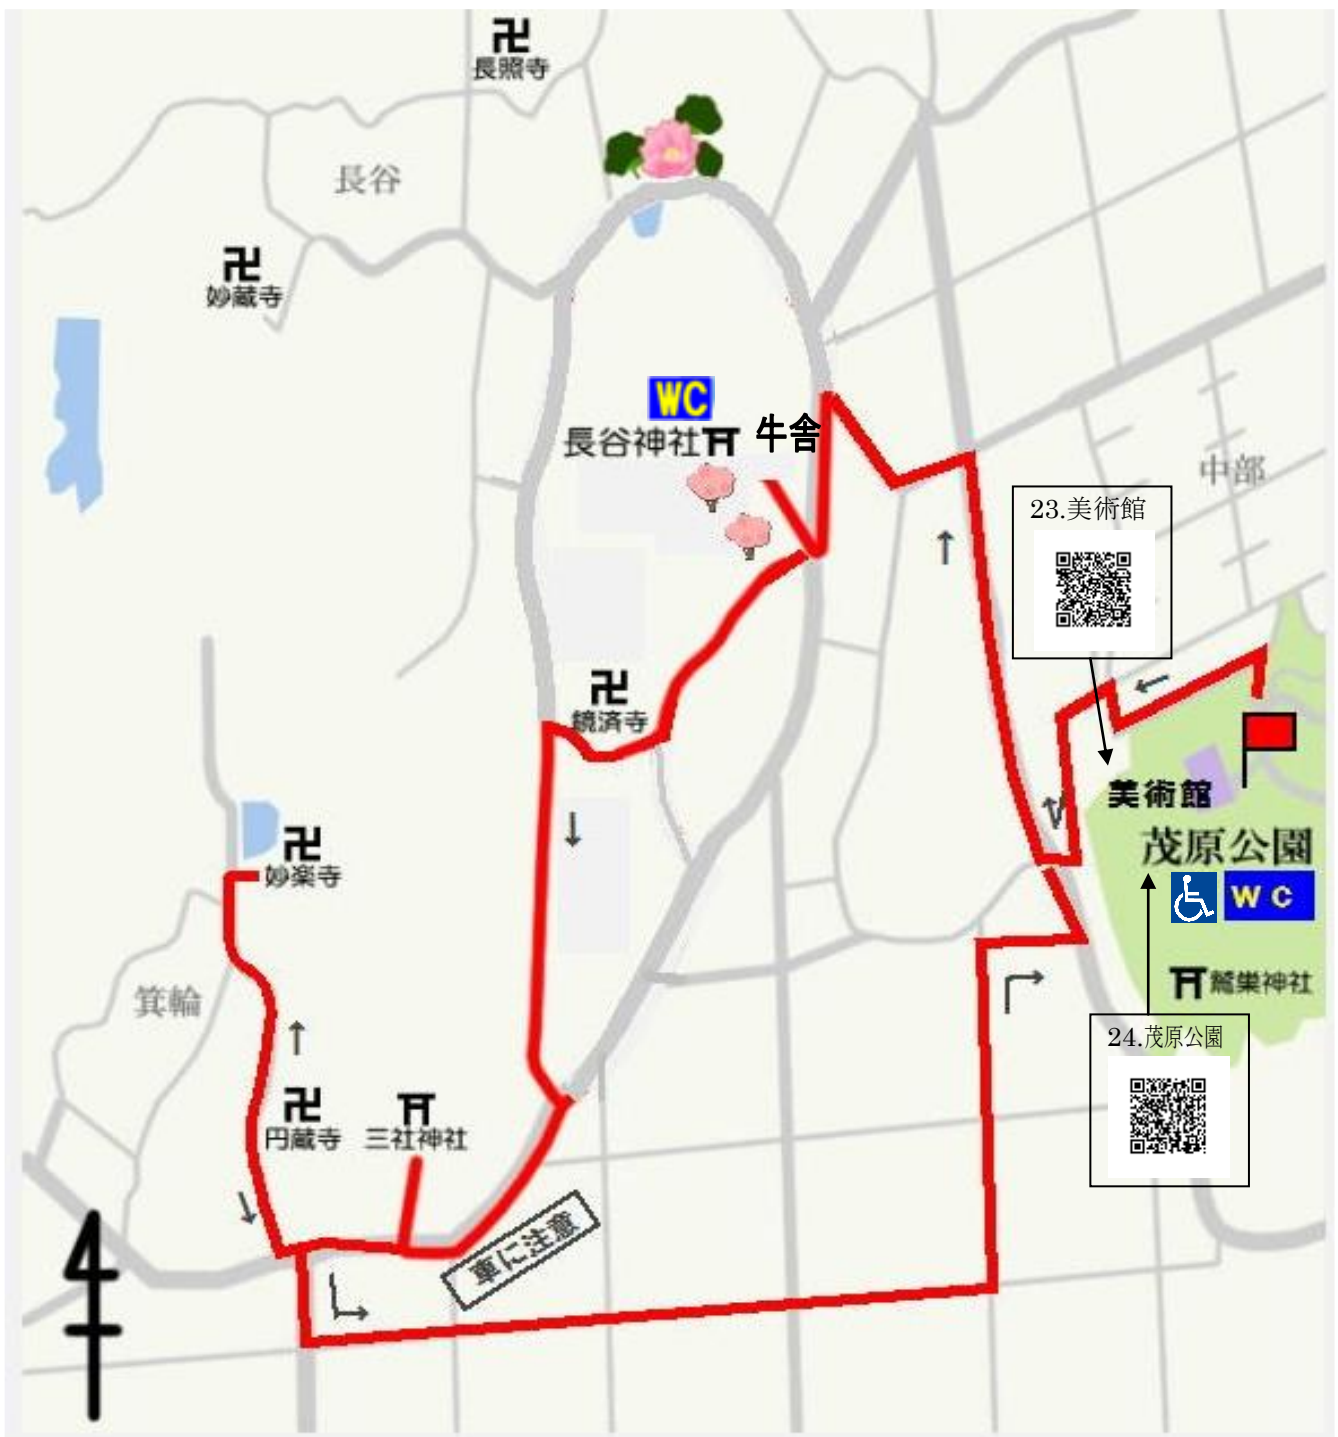 長照寺
長谷
妙蔵寺
WC
長谷神社
牛舎
中部
23.美術館
鏡済寺
美術館
茂原公園
妙楽寺
WC
鷲巣神社
箕輪
24.茂原公園
円蔵寺
三社神社
車に注意